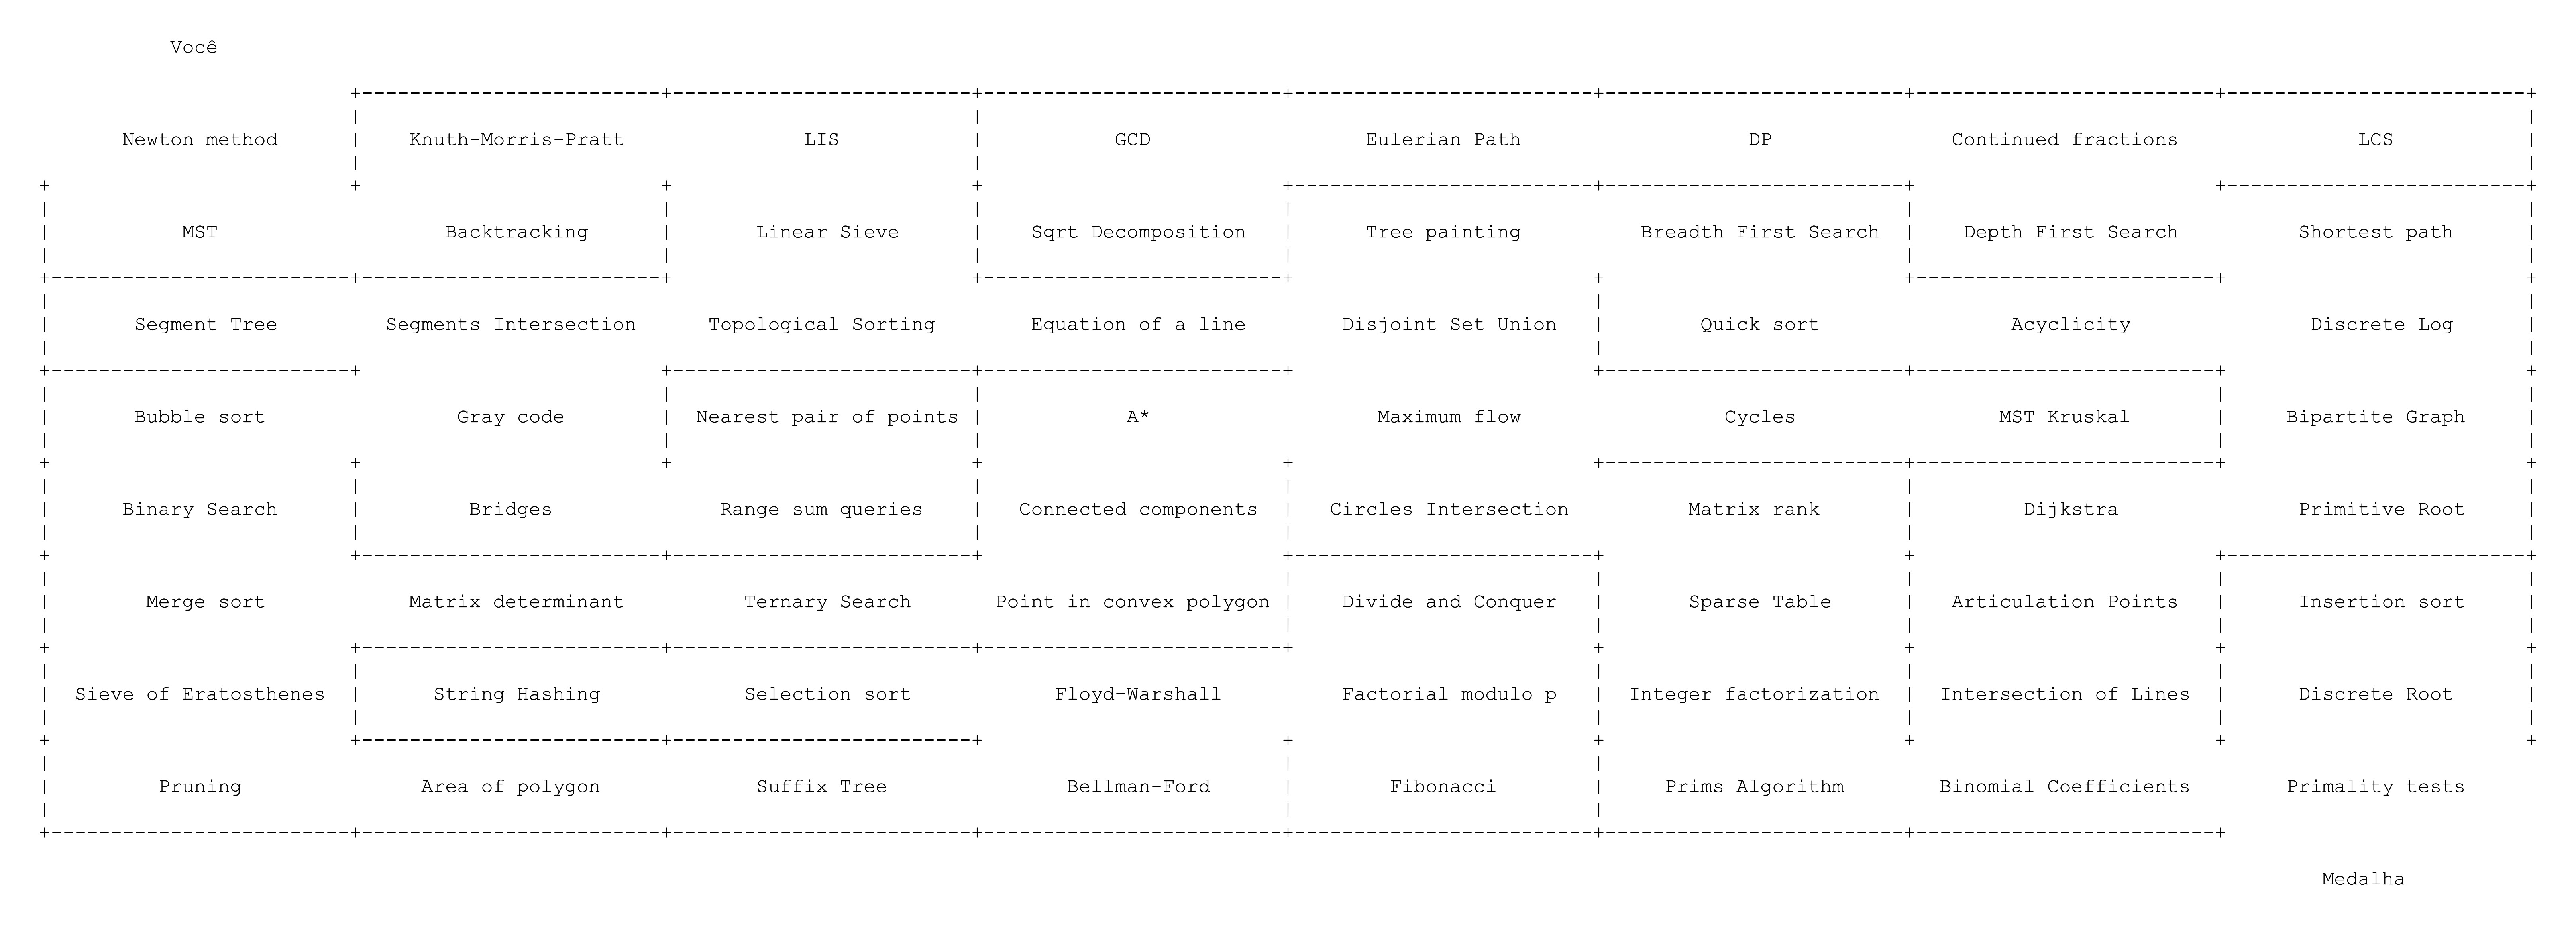 Você
Newton method Knuth-Morris-Pratt LIS GCD Eulerian Path DP Continued fractions LCS
MST Backtracking Linear Sieve Sqrt Decomposition Tree painting Breadth First Search Depth First Search Shortest path
Segment Tree Segments Intersection Topological Sorting Equation of a line Disjoint Set Union Quick sort Acyclicity Discrete Log
Bubble sort Gray code Nearest pair of points A* Maximum flow Cycles MST Kruskal Bipartite Graph
Binary Search Bridges Range sum queries Connected components Circles Intersection Matrix rank Dijkstra Primitive Root
Merge sort Matrix determinant Ternary Search Point in convex polygon Divide and Conquer Sparse Table Articulation Points Insertion sort
Sieve of Eratosthenes String Hashing Selection sort Floyd-Warshall Factorial modulo p Integer factorization Intersection of Lines Discrete Root
Pruning Area of polygon Suffix Tree Bellman-Ford Fibonacci Prims Algorithm Binomial Coefficients Primality tests
Medalha